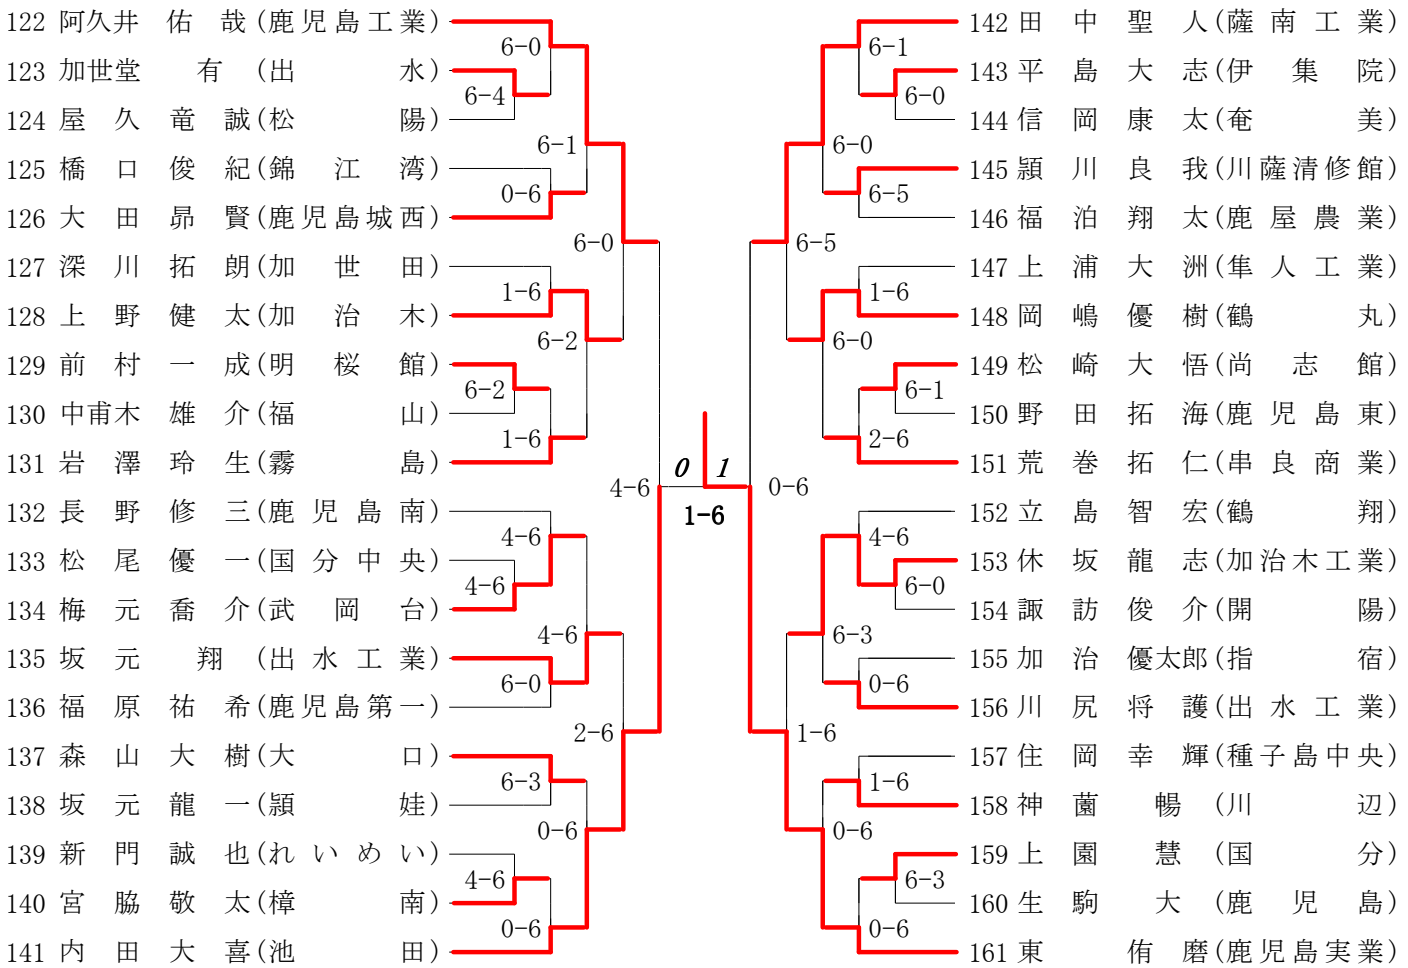 122 阿久井 佑 哉 (鹿児島工業)
6-0
123 加世堂 有 (出 水)
6-4
124 屋 久 竜 誠 (松 陽)
6-1
125 橋 口 俊 紀 (錦 江 湾)
0-6
126 大 田 昴 賢 (鹿児島城西)
6-0
127 深 川 拓 朗 (加 世 田)
1-6
128 上 野 健 太 (加 治 木)
6-2
129 前 村 一 成 (明 桜 館)
6-2
130 中甫木 雄 介 (福 山)
1-6
131 岩 澤 玲 生 (霧 島)
4-6
132 長 野 修 三 (鹿 児 島 南)
4-6
133 松 尾 優 一 (国 分 中 央)
4-6
134 梅 元 喬 介 (武 岡 台)
4-6
135 坂 元 翔 (出 水 工 業)
6-0
136 福 原 祐 希 (鹿児島第一)
2-6
137 森 山 大 樹 (大 口)
6-3
138 坂 元 龍 一 (頴 娃)
0-6
139 新 門 誠 也 (れ い め い)
4-6
140 宮 脇 敬 太 (樟 南)
0-6
141 内 田 大 喜 (池 田)
0 1
1-6
142 田 中 聖 人 (薩 南 工 業)
6-1
143 平 島 大 志 (伊 集 院)
6-0
144 信 岡 康 太 (奄 美)
6-0
145 頴 川 良 我 (川薩清修館)
6-5
146 福 泊 翔 太 (鹿 屋 農 業)
6-5
147 上 浦 大 洲 (隼 人 工 業)
1-6
148 岡 嶋 優 樹 (鶴 丸)
6-0
149 松 崎 大 悟 (尚 志 館)
6-1
150 野 田 拓 海 (鹿 児 島 東)
2-6
151 荒 巻 拓 仁 (串 良 商 業)
0-6
152 立 島 智 宏 (鶴 翔)
4-6
153 休 坂 龍 志 (加治木工業)
6-0
154 諏 訪 俊 介 (開 陽)
6-3
155 加 治 優太郎 (指 宿)
0-6
156 川 尻 将 護 (出 水 工 業)
1-6
157 住 岡 幸 輝 (種子島中央)
1-6
158 神 薗 暢 (川 辺)
0-6
159 上 園 慧 (国 分)
6-3
160 生 駒 大 (鹿 児 島)
0-6
161 東 侑 磨 (鹿児島実業)